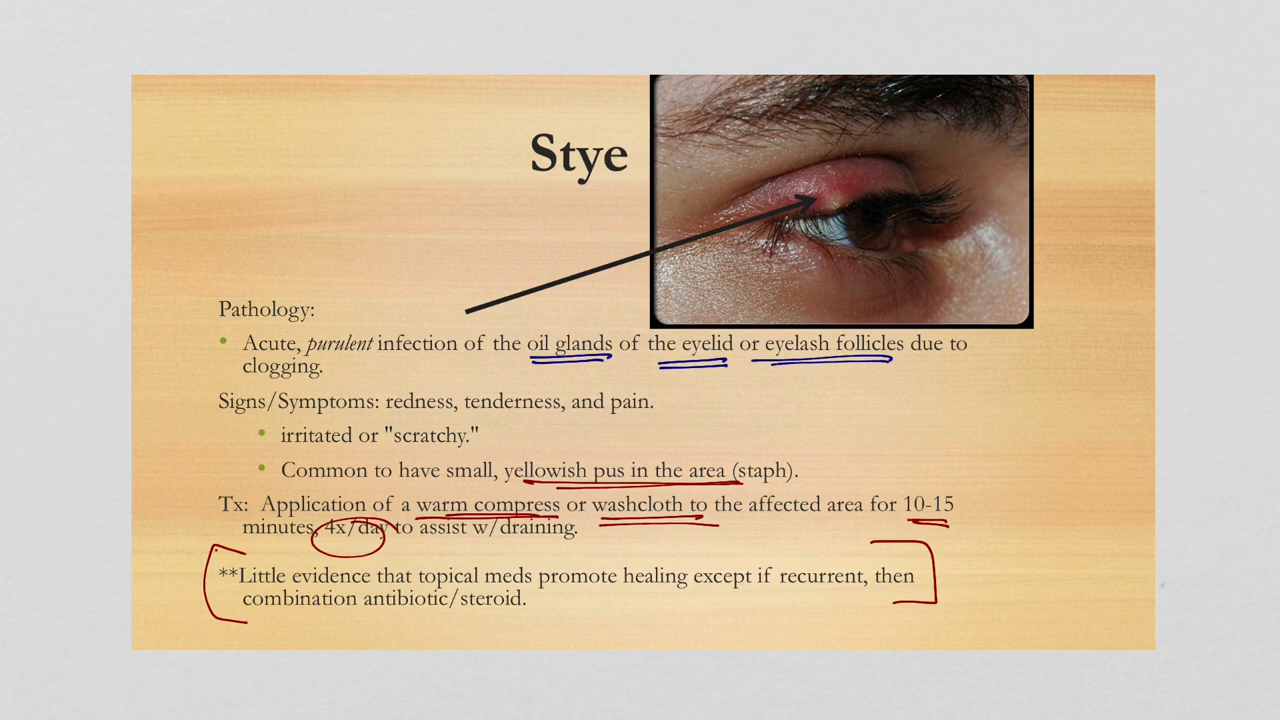 Stye
Pathology:
• Acute, purulent infection of the oil glands of the eyelid or eyelash follicles due to
clogging.
Signs/Symptoms: redness, tenderness, and pain.
• irritated or "scratchy."
• Common to have small, yellowish pus in the area (staph).
Tx: Application of a warm compress or washcloth to the affected area for 10-15
minutes, 4x/day to assist w/draining.
**Little evidence that topical meds promote healing except if recurrent, then
combination antibiotic/steroid.